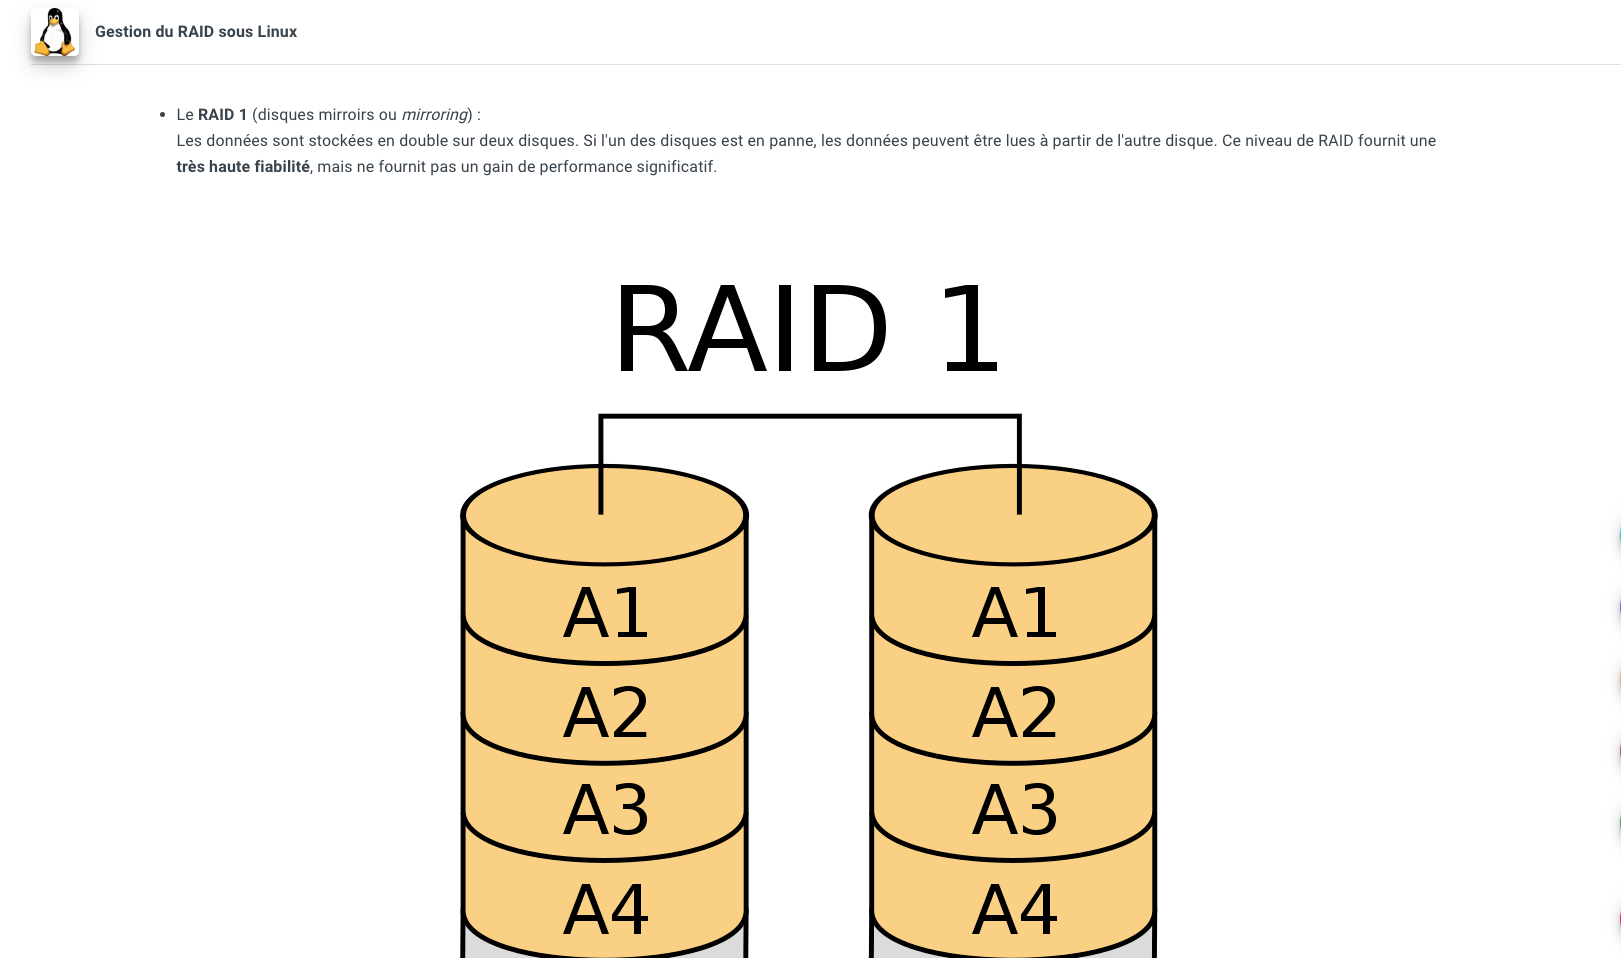 Gestion du RAID sous Linux
• Le RAID 1 (disques mirroirs ou mirroring) :
Les données sont stockées en double sur deux disques. Si l'un des disques est en panne, les données peuvent être lues à partir de l'autre disque. Ce niveau de RAID fournit une
très haute fiabilité, mais ne fournit pas un gain de performance significatif.
RAID 1
A1 A1
A2 A2
A3 A3
A4 A4